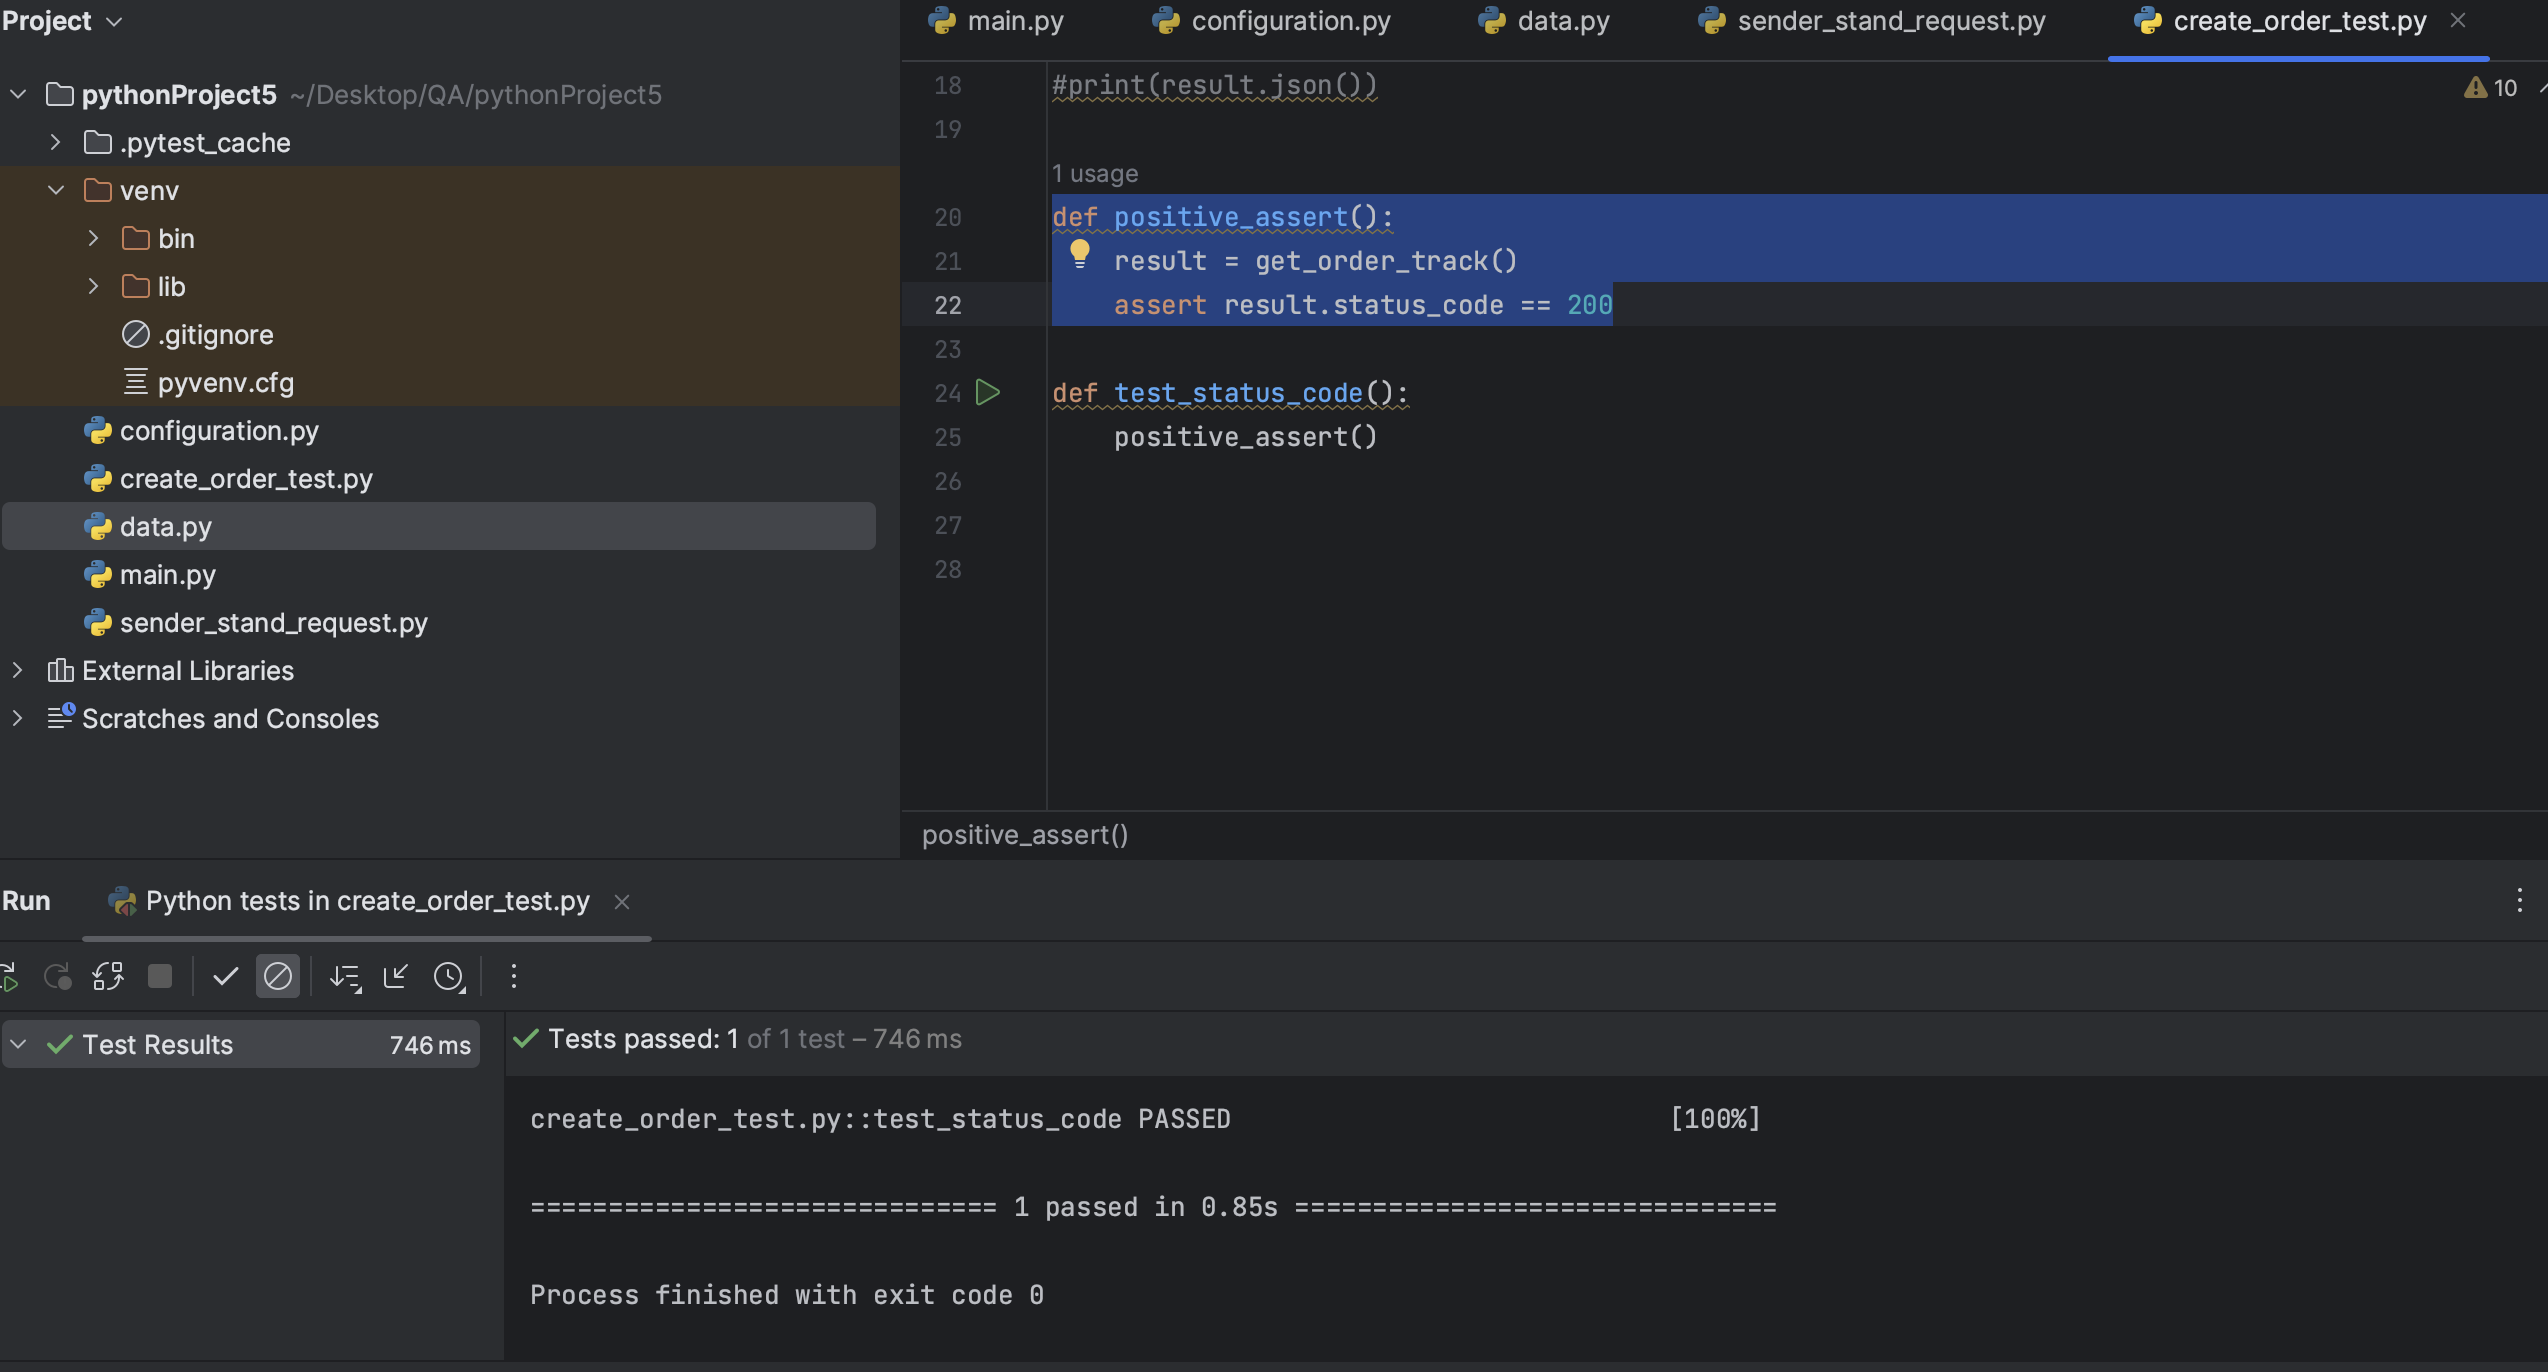 Project
pythonProject5 ~/Desktop/QA/pythonProject5
.pytest_cache
venv
bin
lib
.gitignore
pyvenv.cfg
configuration.py
create_order_test.py
data.py
main.py
sender_stand_request.py
External Libraries
Scratches and Consoles
main.py configuration.py data.py sender_stand_request.py create_order_test.py
10
18 #print(result.json())
19
1 usage
20 def positive_assert():
21 result = get_order_track()
22 assert result.status_code == 200
23
24 def test_status_code():
25 positive_assert()
26
27
28
positive_assert()
Run Python tests in create_order_test.py
Test Results 746 ms
Tests passed: 1 of 1 test – 746 ms
create_order_test.py::test_status_code PASSED [100%]
============================== 1 passed in 0.85s ===============================
Process finished with exit code 0